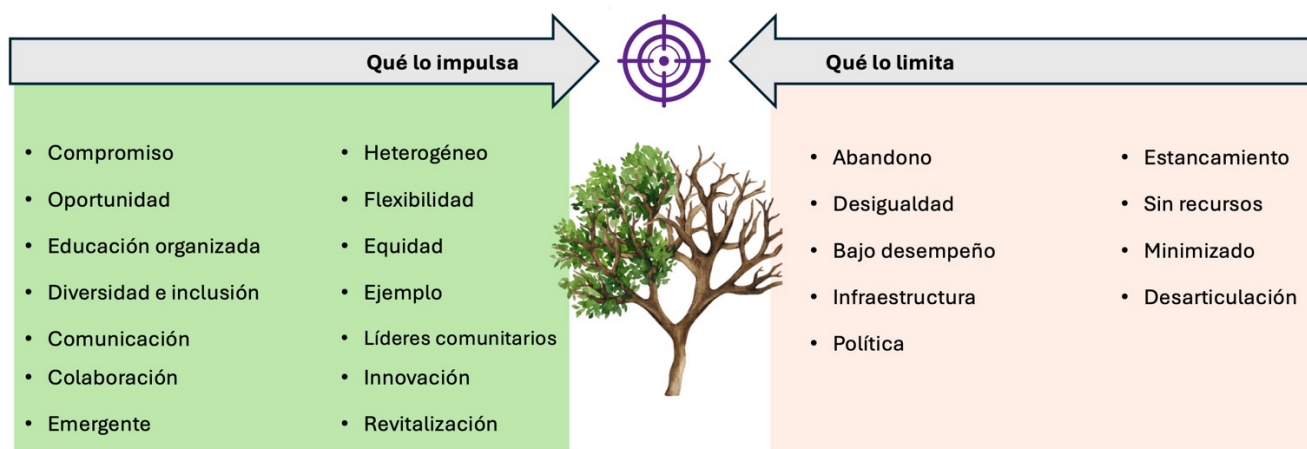 Qué lo impulsa
Qué lo limita
• Compromiso
• Oportunidad
• Educación organizada
• Diversidad e inclusión
• Comunicación
• Colaboración
• Emergente
• Heterogéneo
• Flexibilidad
• Equidad
• Ejemplo
• Líderes comunitarios
• Innovación
• Revitalización
• Abandono
• Desigualdad
• Bajo desempeño
• Infraestructura
• Política
• Estancamiento
• Sin recursos
• Minimizado
• Desarticulación